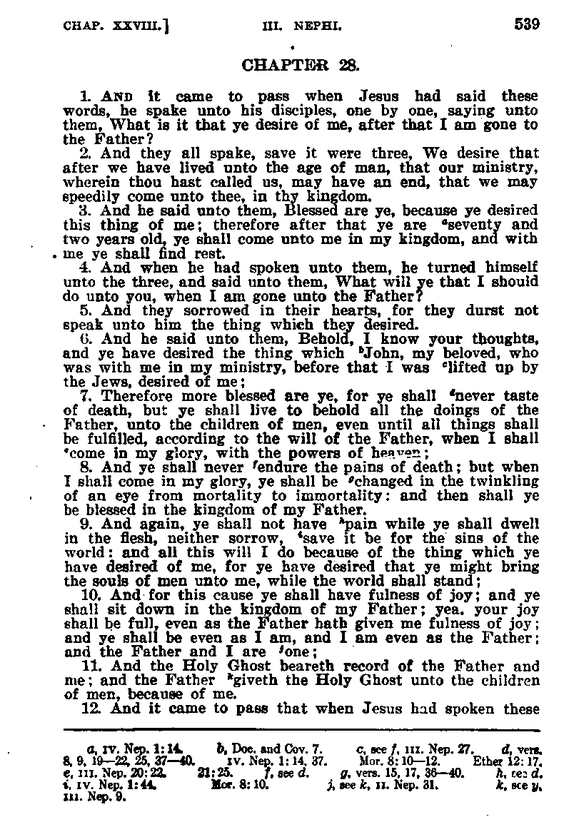 CHAP. XXVIII.] III. NEPHI. 539
CHAPTER 28.
1. AND it came to pass when Jesus had said these
words, he spake unto his disciples, one by one, saying unto
them, What is it that ye desire of me, after that I am gone to
the Father?
2. And they all spake, save it were three, We desire that
after we have lived unto the age of man, that our ministry,
wherein thou hast called us, may have an end, that we may
speedily come unto thee, in thy kingdom.
3. And he said unto them, Blessed are ye, because ye desired
this thing of me; therefore after that ye are ᵃseventy and
two years old, ye shall come unto me in my kingdom, and with
me ye shall find rest.
4. And when he had spoken unto them, he turned himself
unto the three, and said unto them, What will ye that I should
do unto you, when I am gone unto the Father?
5. And they sorrowed in their hearts, for they durst not
speak unto him the thing which they desired.
6. And he said unto them, Behold, I know your thoughts,
and ye have desired the thing which ᵇJohn, my beloved, who
was with me in my ministry, before that I was ᶜlifted up by
the Jews, desired of me;
7. Therefore more blessed are ye, for ye shall ᵈnever taste
of death, but ye shall live to behold all the doings of the
Father, unto the children of men, even until all things shall
be fulfilled, according to the will of the Father, when I shall
ᵉcome in my glory, with the powers of heaven;
8. And ye shall never ᶠendure the pains of death; but when
I shall come in my glory, ye shall be ᵍchanged in the twinkling
of an eye from mortality to immortality: and then shall ye
be blessed in the kingdom of my Father.
9. And again, ye shall not have ʰpain while ye shall dwell
in the flesh, neither sorrow, ⁱsave it be for the sins of the
world: and all this will I do because of the thing which ye
have desired of me, for ye have desired that ye might bring
the souls of men unto me, while the world shall stand;
10. And for this cause ye shall have fulness of joy; and ye
shall sit down in the kingdom of my Father; yea, your joy
shall be full, even as the Father hath given me fulness of joy;
and ye shall be even as I am, and I am even as the Father;
and the Father and I are ʲone;
11. And the Holy Ghost beareth record of the Father and
me; and the Father ᵏgiveth the Holy Ghost unto the children
of men, because of me.
12. And it came to pass that when Jesus had spoken these
a, IV. Nep. 1:14. b, Doc. and Cov. 7. c, see f, III. Nep. 27. d, vers.
8, 9, 19—22, 25, 37—40. IV. Nep. 1:14, 37. Mor. 8:10—12. Ether 12:17.
e, III. Nep. 20:22. 21:25. f, see d. g, vers. 15, 17, 36—40. h, see d.
i, IV. Nep. 1:44. Mor. 8:10. j, see k, II. Nep. 31. k, see y,
III. Nep. 9.